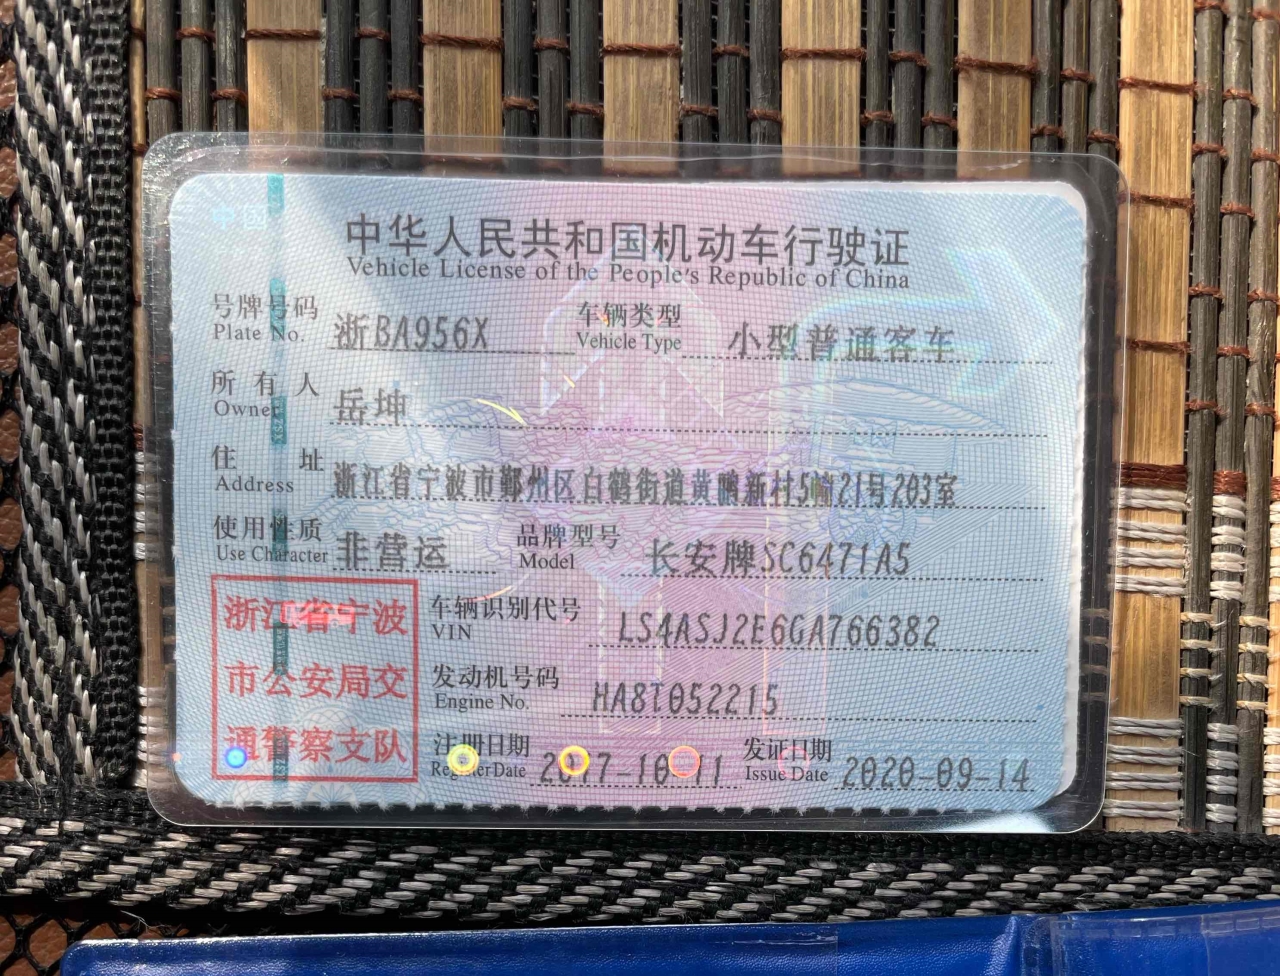 中国
中华人民共和国机动车行驶证
Vehicle License of the People's Republic of China
号牌号码 浙BA956X 车辆类型 小型普通客车
Plate No. Vehicle Type
所有人 岳坤
Owner
住址 浙江省宁波市鄞州区白鹤街道黄鹂新村5幢21号203室
Address
使用性质 非营运 品牌型号 长安牌SC6471A5
Use Character Model
浙江省宁波
市公安局交
通警察支队
车辆识别代号 LS4ASJ2E6GA766382
VIN
发动机号码 HA8T052215
Engine No.
注册日期 2017-10-11 发证日期 2020-09-14
Register Date Issue Date